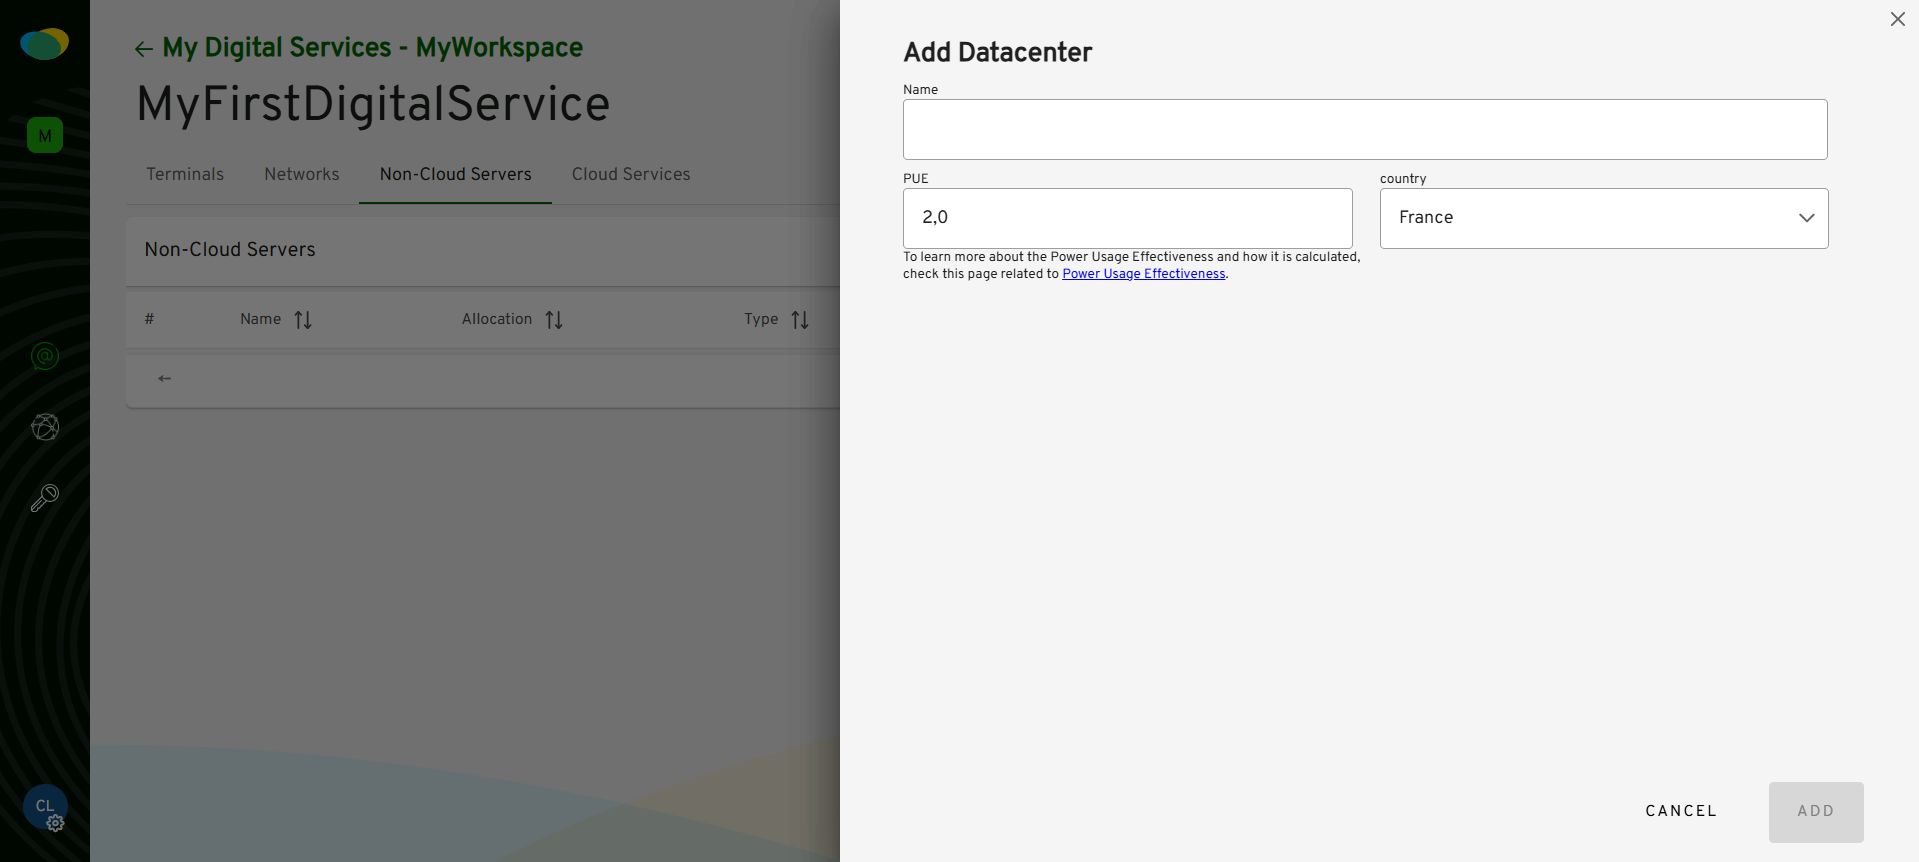 ← My Digital Services - MyWorkspace
MyFirstDigitalService
M
Terminals Networks Non-Cloud Servers Cloud Services
Non-Cloud Servers
# Name Allocation Type
←
CL
Add Datacenter
Name
PUE country
2,0 France
To learn more about the Power Usage Effectiveness and how it is calculated,
check this page related to Power Usage Effectiveness.
CANCEL ADD